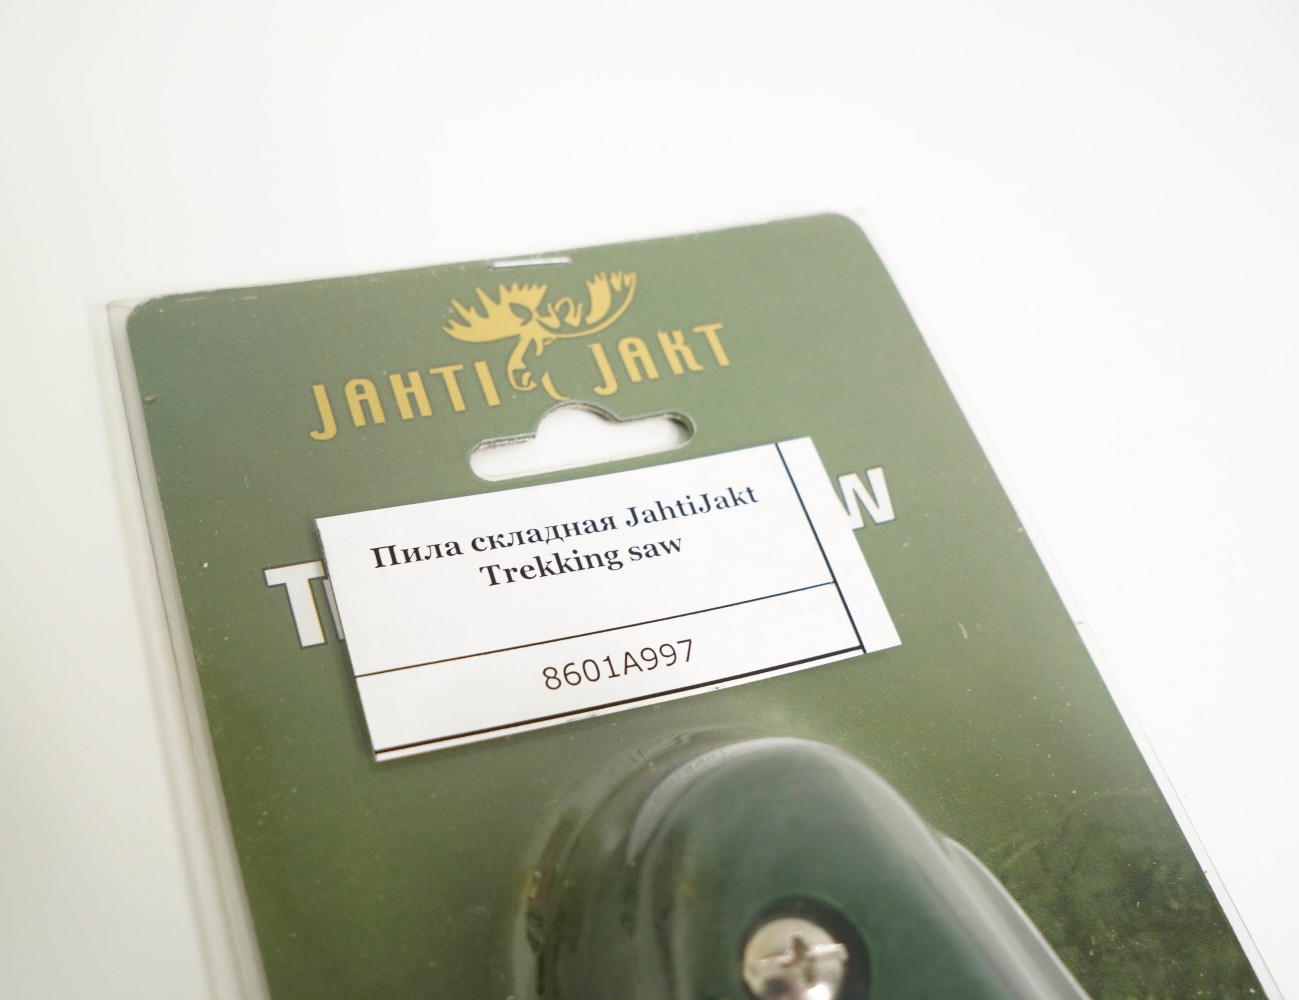 JAHTI JAKT
Пила складная JahtiJakt
Trekking saw
8601A997